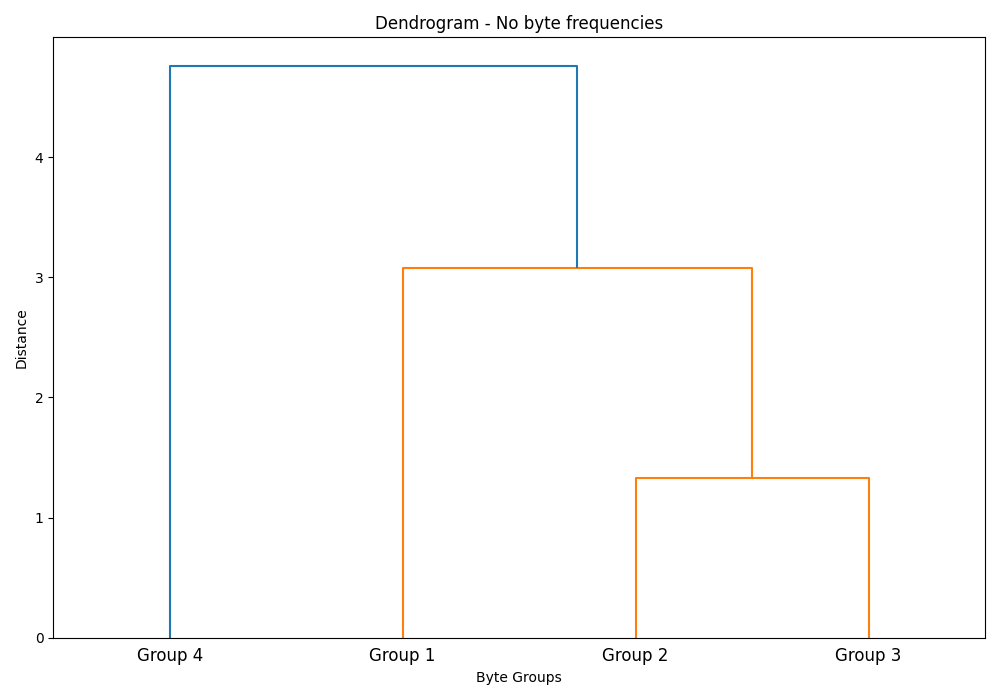 Dendrogram - No byte frequencies
Distance
4
3
2
1
0
Group 4 Group 1 Group 2 Group 3
Byte Groups